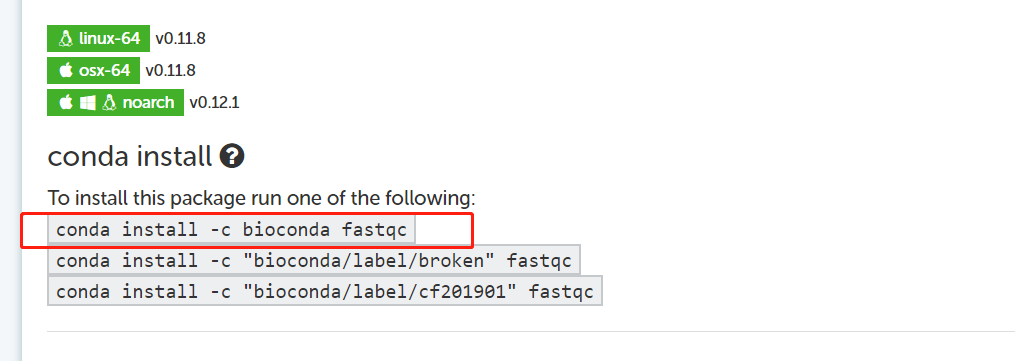 linux-64 v0.11.8
osx-64 v0.11.8
noarch v0.12.1
conda install ?
To install this package run one of the following:
conda install -c bioconda fastqc
conda install -c "bioconda/label/broken" fastqc
conda install -c "bioconda/label/cf201901" fastqc